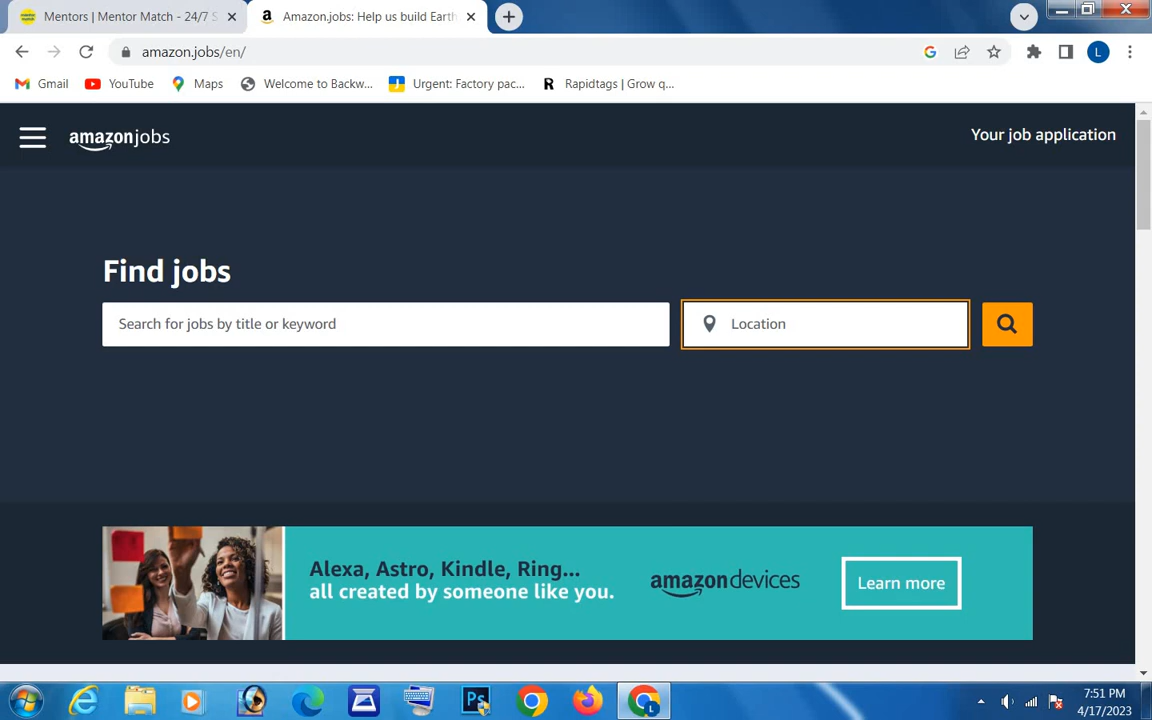 Mentors | Mentor Match - 24/7 S
Amazon.jobs: Help us build Earth
amazon.jobs/en/
L
Gmail
YouTube
Maps
Welcome to Backw...
Urgent: Factory pac...
R
Rapidtags | Grow q...
amazon jobs
Your job application
Find jobs
Search for jobs by title or keyword
Location
Alexa, Astro, Kindle, Ring...
all created by someone like you.
amazon devices
Learn more
Ps
L
7:51 PM
4/17/2023